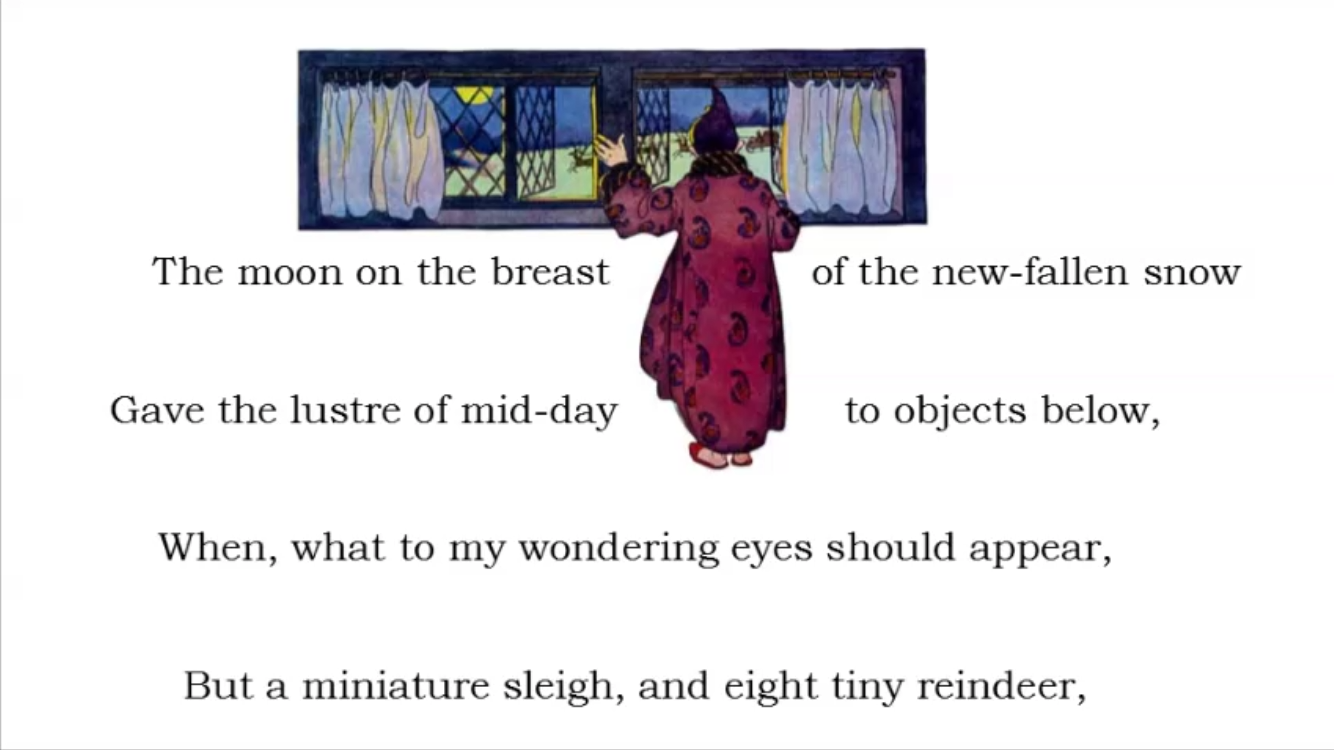 The moon on the breast of the new-fallen snow
Gave the lustre of mid-day to objects below,
When, what to my wondering eyes should appear,
But a miniature sleigh, and eight tiny reindeer,